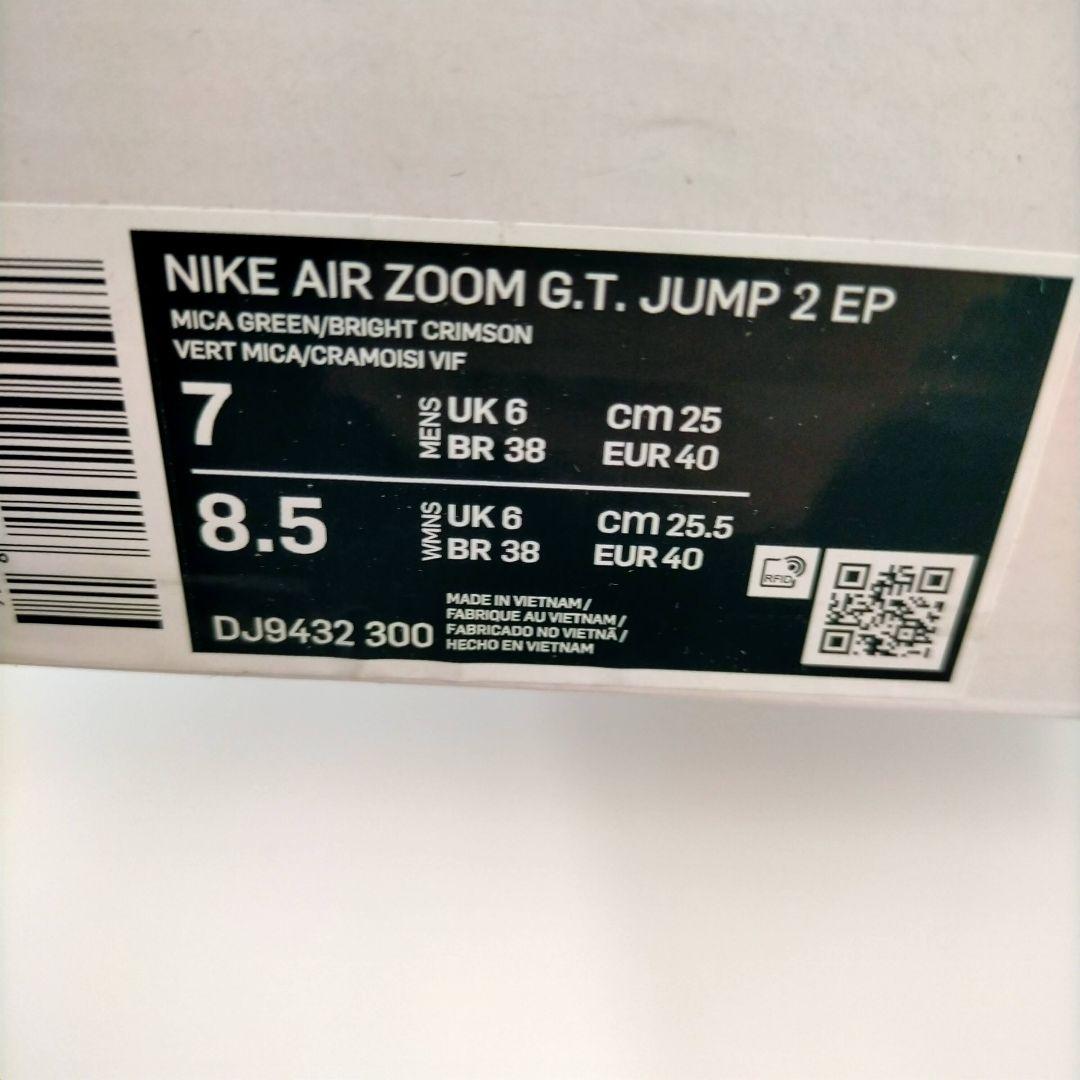 NIKE AIR ZOOM G.T. JUMP 2 EP
MICA GREEN/BRIGHT CRIMSON
VERT MICA/CRAMOISI VIF
7 MENS UK 6 cm 25
BR 38 EUR 40
8.5 WMNS UK 6 cm 25.5
BR 38 EUR 40
RFID
DJ9432 300
MADE IN VIETNAM/
FABRIQUE AU VIETNAM/
FABRICADO NO VIETNÃ/
HECHO EN VIETNAM